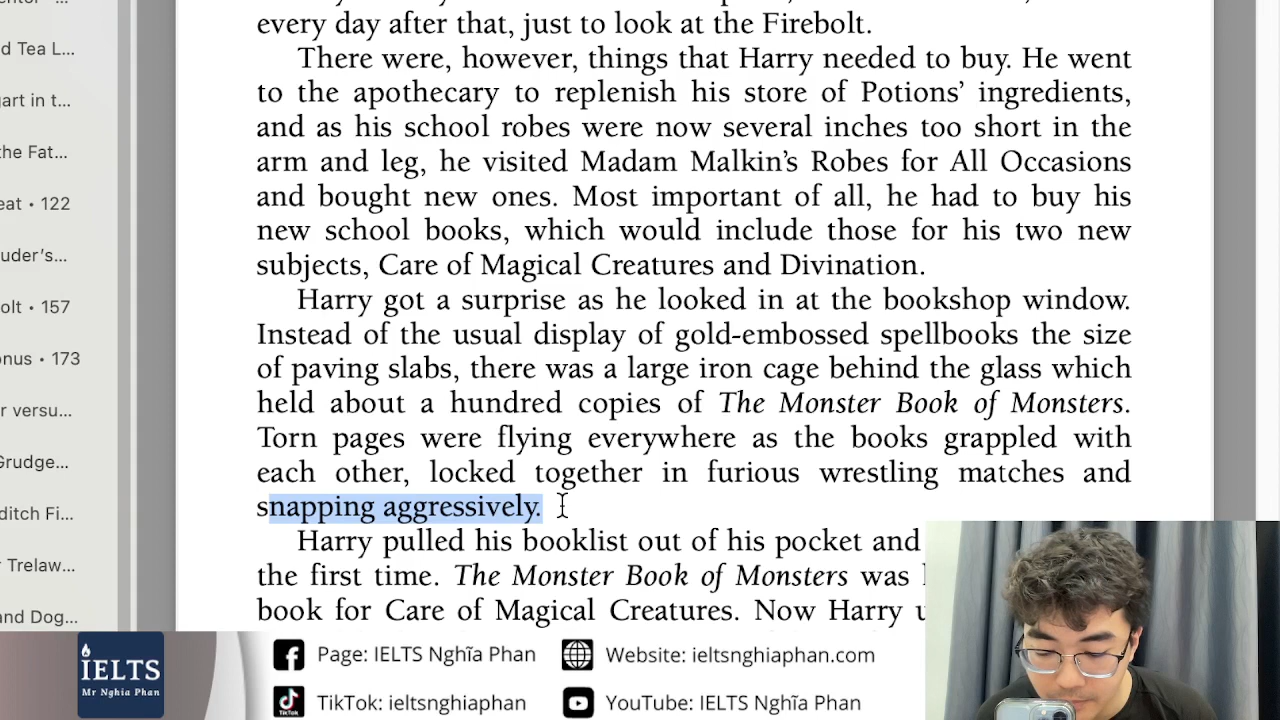 every day after that, just to look at the Firebolt.
There were, however, things that Harry needed to buy. He went
to the apothecary to replenish his store of Potions' ingredients,
and as his school robes were now several inches too short in the
arm and leg, he visited Madam Malkin's Robes for All Occasions
and bought new ones. Most important of all, he had to buy his
new school books, which would include those for his two new
subjects, Care of Magical Creatures and Divination.
Harry got a surprise as he looked in at the bookshop window.
Instead of the usual display of gold-embossed spellbooks the size
of paving slabs, there was a large iron cage behind the glass which
held about a hundred copies of The Monster Book of Monsters.
Torn pages were flying everywhere as the books grappled with
each other, locked together in furious wrestling matches and
snapping aggressively.
Harry pulled his booklist out of his pocket and
the first time. The Monster Book of Monsters was
book for Care of Magical Creatures. Now Harry
d Tea L...
gart in t...
the Fat...
eat • 122
uder's...
olt • 157
onus • 173
r versu...
Grudge...
ditch Fi...
r Trelaw...
and Dog...
IELTS
Mr Nghia Phan
Page: IELTS Nghĩa Phan
Website: ieltsnghiaphan.com
TikTok: ieltsnghiaphan
YouTube: IELTS Nghĩa Phan